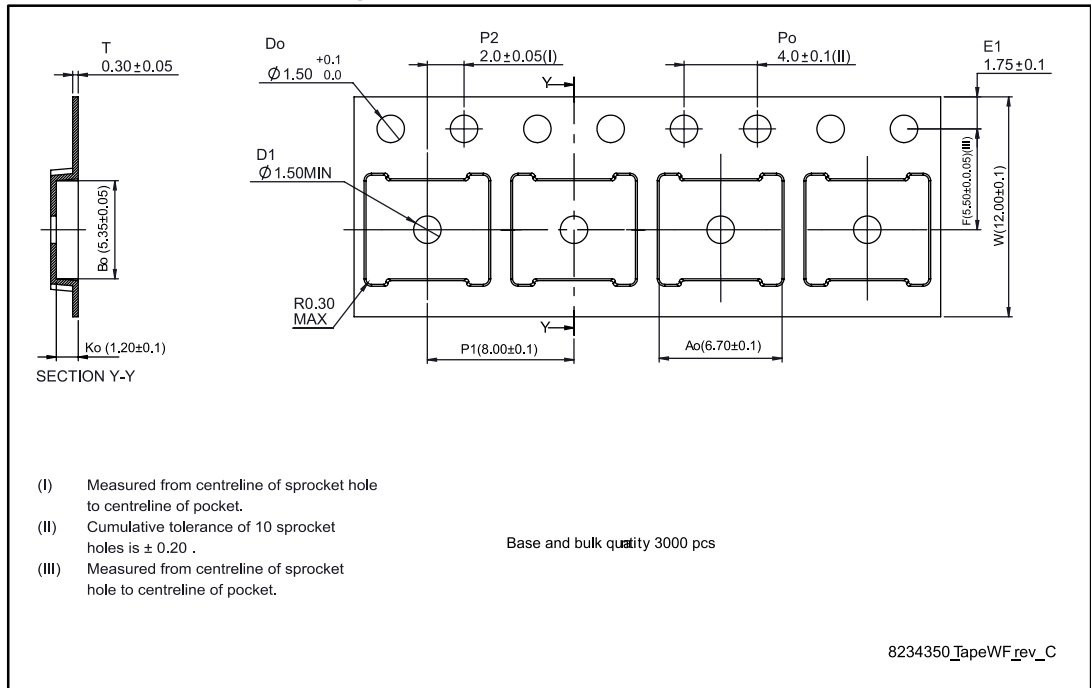 T
0.30±0.05
Do
+0.1
Ø1.50 0.0
P2
2.0±0.05(I)
Po
4.0±0.1(II)
E1
1.75±0.1
Y
D1
Ø1.50MIN
Bo (5.35±0.05)
F(5.50±0.0.05)(III)
W(12.00±0.1)
R0.30
MAX
Y
Ko (1.20±0.1)
P1(8.00±0.1)
Ao(6.70±0.1)
SECTION Y-Y
(I) Measured from centreline of sprocket hole
to centreline of pocket.
(II) Cumulative tolerance of 10 sprocket
holes is ± 0.20 .
(III) Measured from centreline of sprocket
hole to centreline of pocket.
Base and bulk quantity 3000 pcs
8234350_TapeWF_rev_C